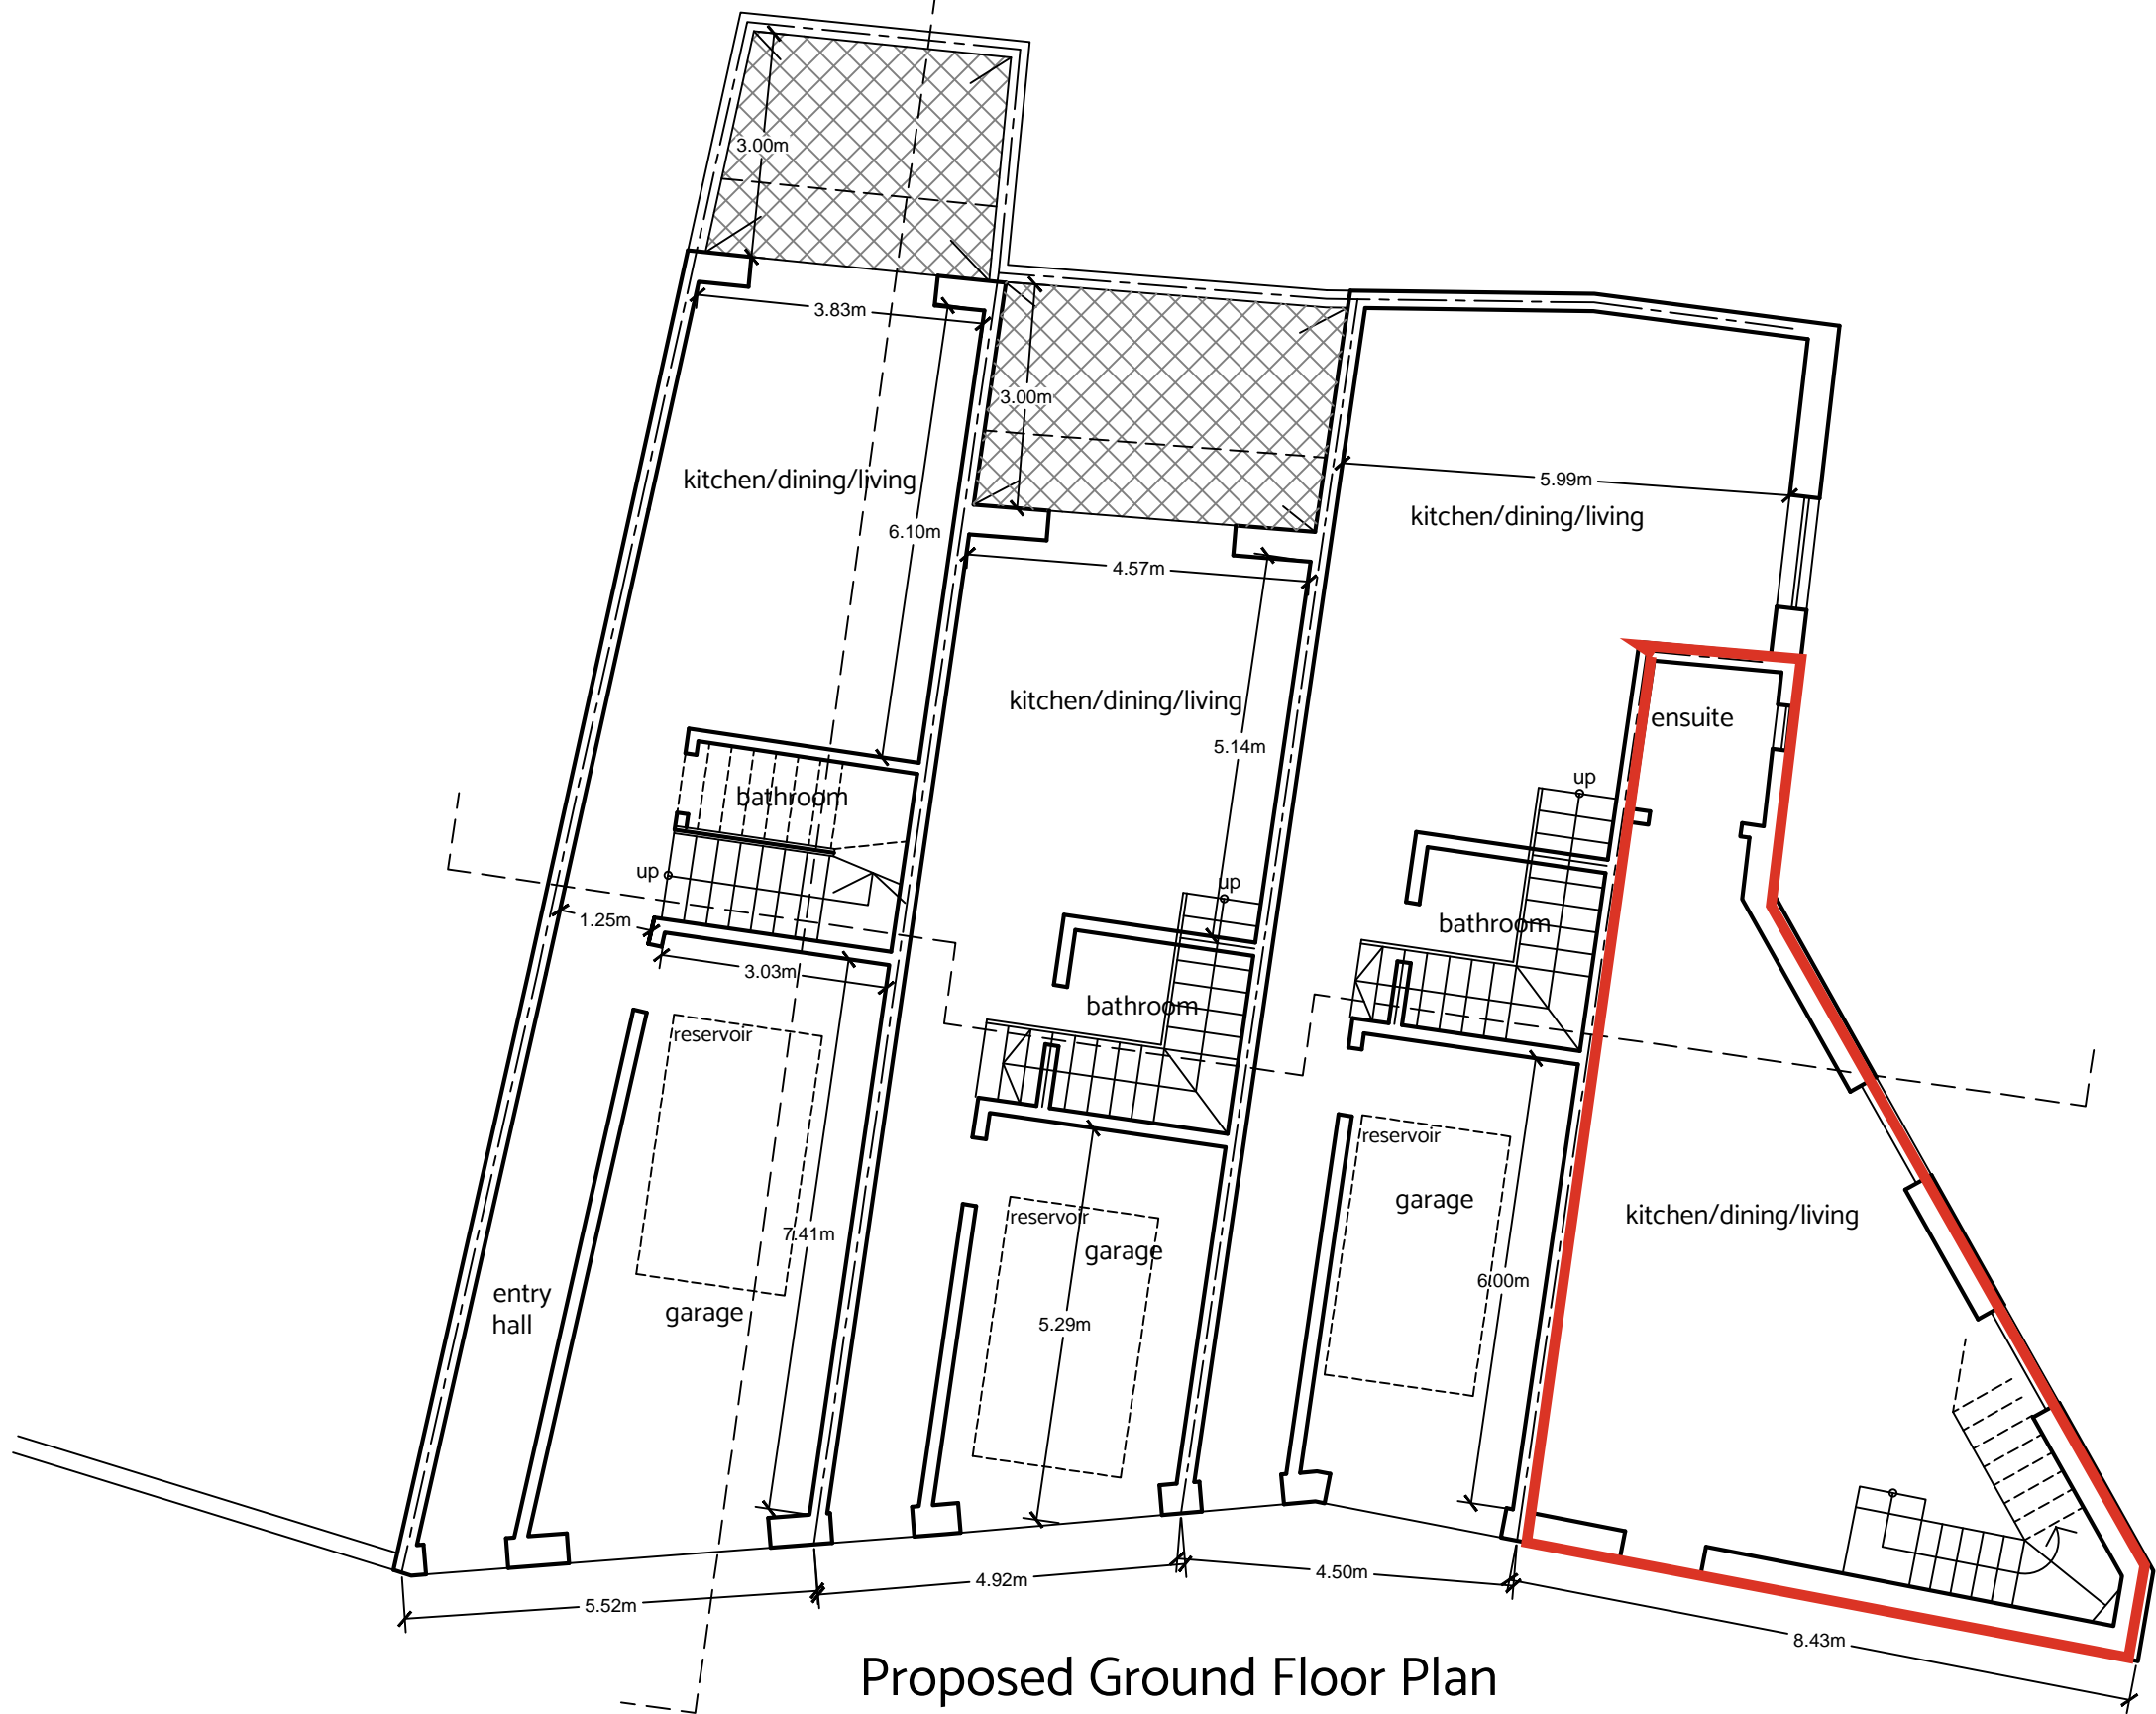 3.00m
3.83m
3.00m
kitchen/dining/living
5.99m
kitchen/dining/living
6.10m
4.57m
kitchen/dining/living
ensuite
5.14m
up
bathroom
up
up
1.25m
bathroom
3.03m
bathroom
reservoir
reservoir
garage
kitchen/dining/living
reservoir
7.41m
garage
6.00m
entry
hall
garage
5.29m
4.50m
4.92m
5.52m
8.43m
Proposed Ground Floor Plan